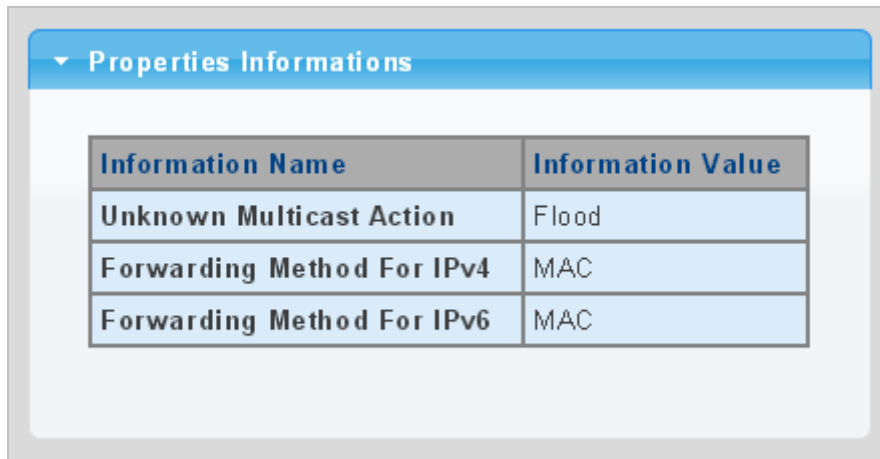 Properties Informations
Information Name Information Value
Unknown Multicast Action Flood
Forwarding Method For IPv4 MAC
Forwarding Method For IPv6 MAC